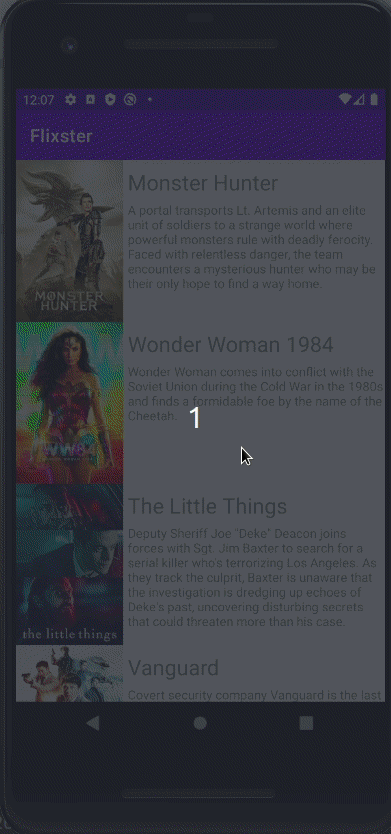 12:07
Flixster
Monster Hunter
A portal transports Lt. Artemis and an elite
unit of soldiers to a strange world where
powerful monsters rule with deadly ferocity.
Faced with relentless danger, the team
encounters a mysterious hunter who may be
their only hope to find a way home.
MONSTER
HUNTER
Wonder Woman 1984
Wonder Woman comes into conflict with the
Soviet Union during the Cold War in the 1980s
and finds a formidable foe by the name of the
Cheetah.
1
WW84
The Little Things
Deputy Sheriff Joe "Deke" Deacon joins
forces with Sgt. Jim Baxter to search for a
serial killer who's terrorizing Los Angeles. As
they track the culprit, Baxter is unaware that
the investigation is dredging up echoes of
Deke's past, uncovering disturbing secrets
that could threaten more than his case.
the little things
Vanguard
Covert security company Vanguard is the last